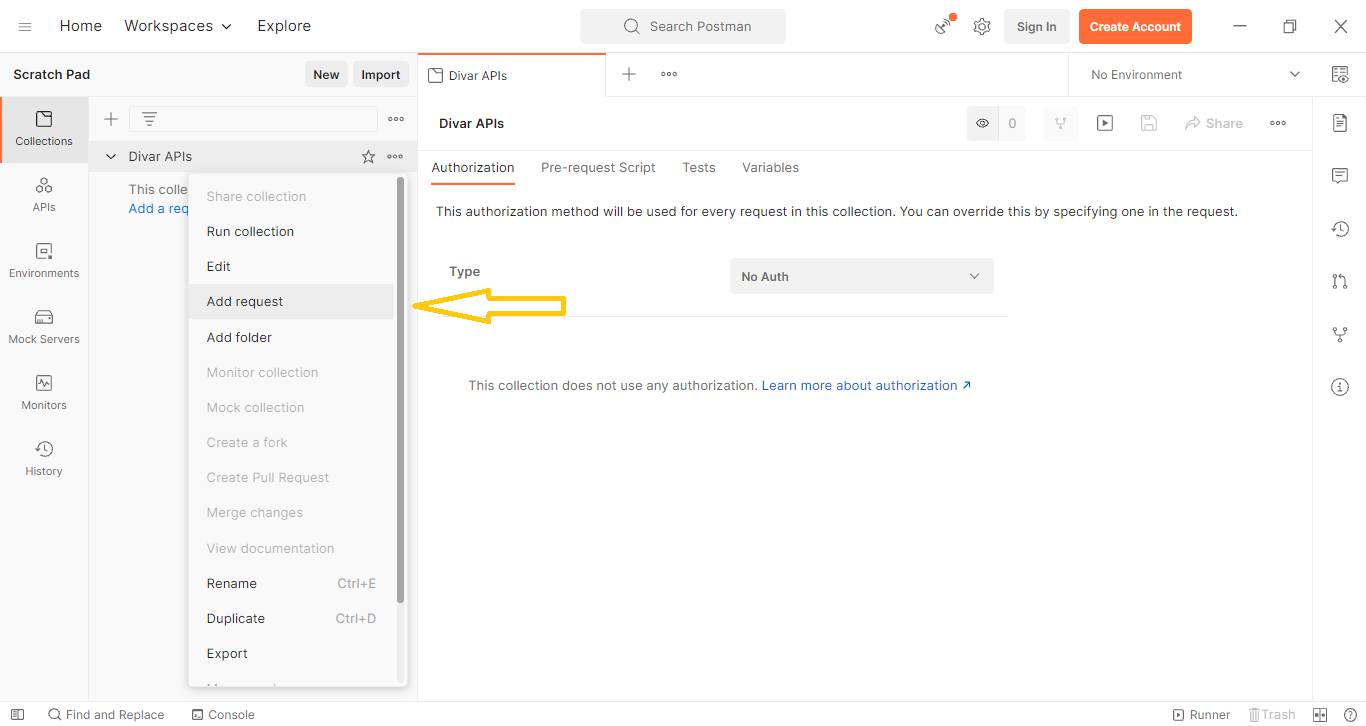 Home Workspaces Explore Search Postman Sign In Create Account
Scratch Pad New Import Divar APIs No Environment
Collections
APIs
Environments
Mock Servers
Monitors
History
Divar APIs
This colle
Add a req
Share collection
Run collection
Edit
Add request
Add folder
Monitor collection
Mock collection
Create a fork
Create Pull Request
Merge changes
View documentation
Rename Ctrl+E
Duplicate Ctrl+D
Export
Divar APIs 0 Share
Authorization Pre-request Script Tests Variables
This authorization method will be used for every request in this collection. You can override this by specifying one in the request.
Type No Auth
This collection does not use any authorization. Learn more about authorization ↗
Find and Replace Console Runner Trash